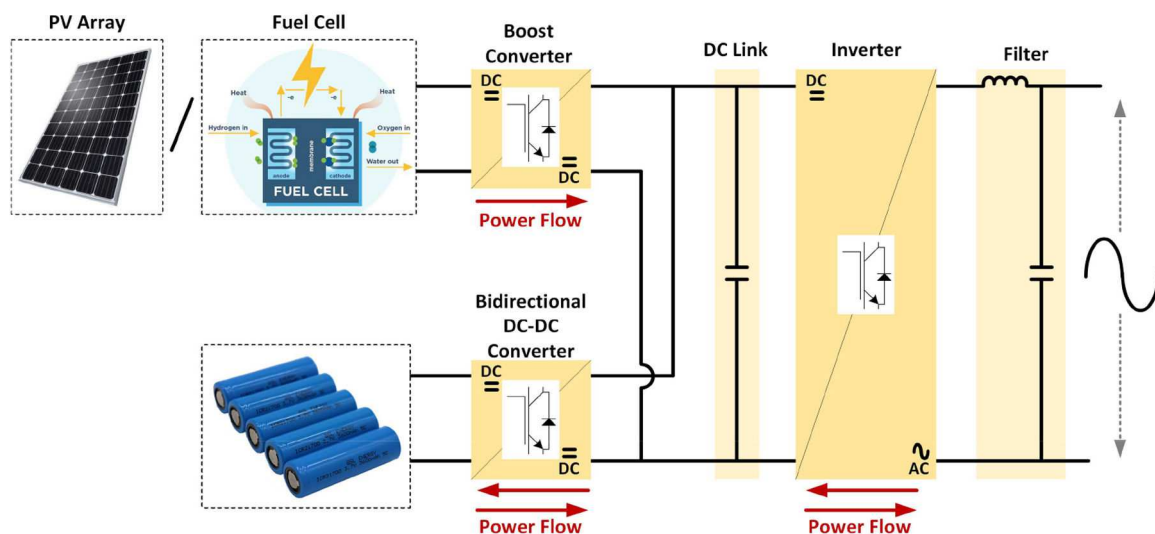 PV Array
Fuel Cell
Boost
Converter
DC Link
Inverter
Filter
Heat
Heat
-e
-e
Hydrogen in
Oxygen in
membrane
Water out
anode
cathode
FUEL CELL
DC
DC
Power Flow
DC
AC
Power Flow
Bidirectional
DC-DC
Converter
DC
DC
Power Flow